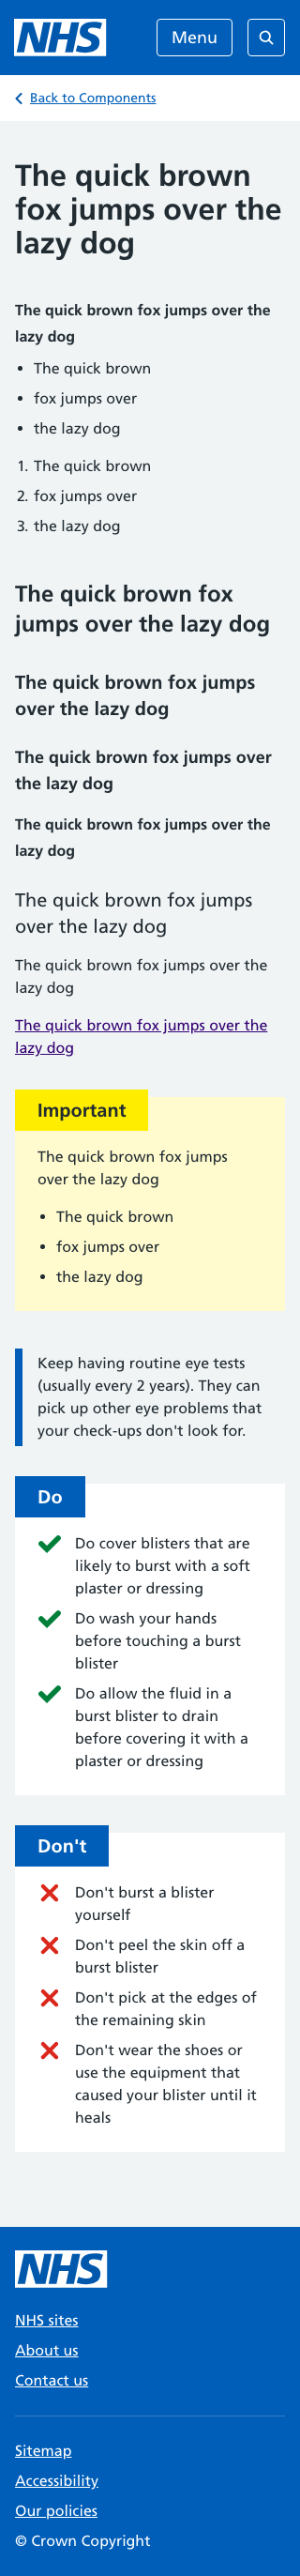 NHS
Menu
Back to Components
The quick brown
fox jumps over the
lazy dog
The quick brown fox jumps over the
lazy dog
• The quick brown
• fox jumps over
• the lazy dog
1. The quick brown
2. fox jumps over
3. the lazy dog
The quick brown fox
jumps over the lazy dog
The quick brown fox jumps
over the lazy dog
The quick brown fox jumps over
the lazy dog
The quick brown fox jumps over the
lazy dog
The quick brown fox jumps
over the lazy dog
The quick brown fox jumps over the
lazy dog
The quick brown fox jumps over the
lazy dog
Important
The quick brown fox jumps
over the lazy dog
• The quick brown
• fox jumps over
• the lazy dog
Keep having routine eye tests
(usually every 2 years). They can
pick up other eye problems that
your check-ups don't look for.
Do
Do cover blisters that are
likely to burst with a soft
plaster or dressing
Do wash your hands
before touching a burst
blister
Do allow the fluid in a
burst blister to drain
before covering it with a
plaster or dressing
Don't
Don't burst a blister
yourself
Don't peel the skin off a
burst blister
Don't pick at the edges of
the remaining skin
Don't wear the shoes or
use the equipment that
caused your blister until it
heals
NHS
NHS sites
About us
Contact us
Sitemap
Accessibility
Our policies
© Crown Copyright